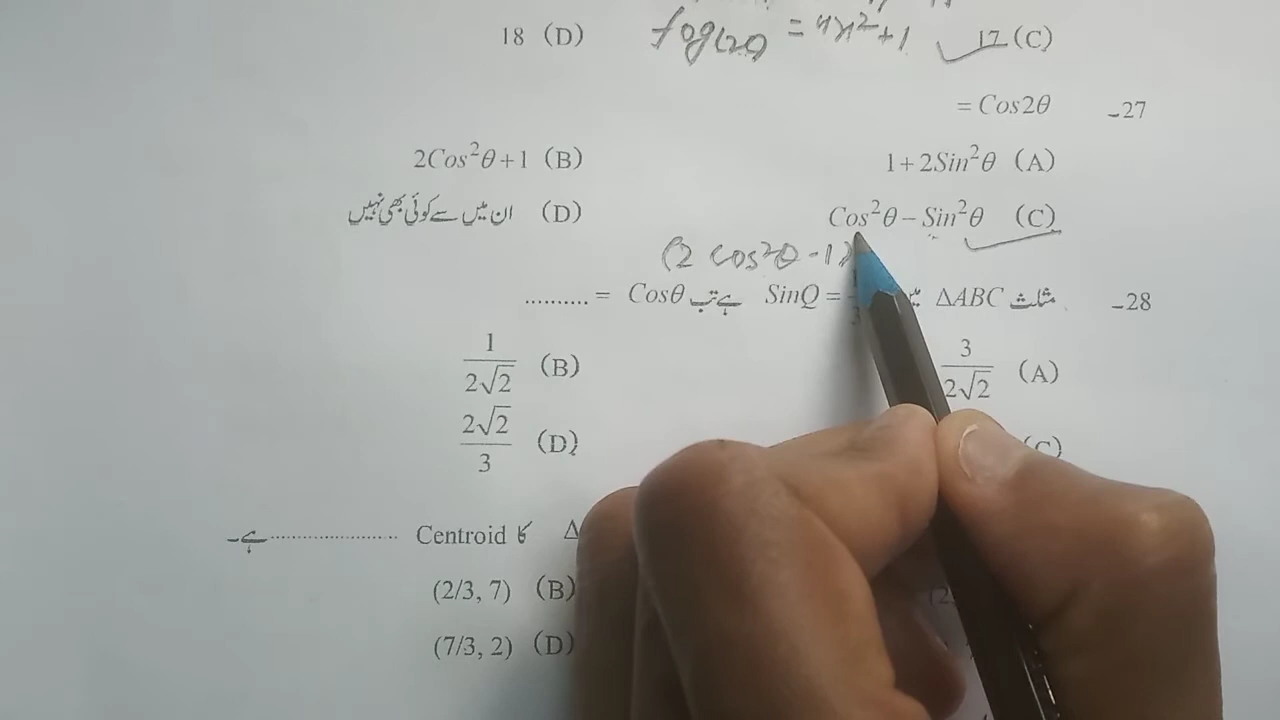 18 (D) fog(2) = 4x²+1 17 (C)
-27 = Cos2θ
1+2Sin²θ (A) 2Cos²θ+1 (B)
Cos²θ−Sin²θ (C) ان میں سے کوئی بھی نہیں (D)
(2 cos²θ -1)
-28 مثلث ΔABC میں SinQ = ہے تب Cosθ = ..........
3/2√2 (A) 1/2√2 (B)
(C) 2√2/3 (D)
Δ کا Centroid ...................... ہے۔
(2/3, 7) (B)
(7/3, 2) (D)